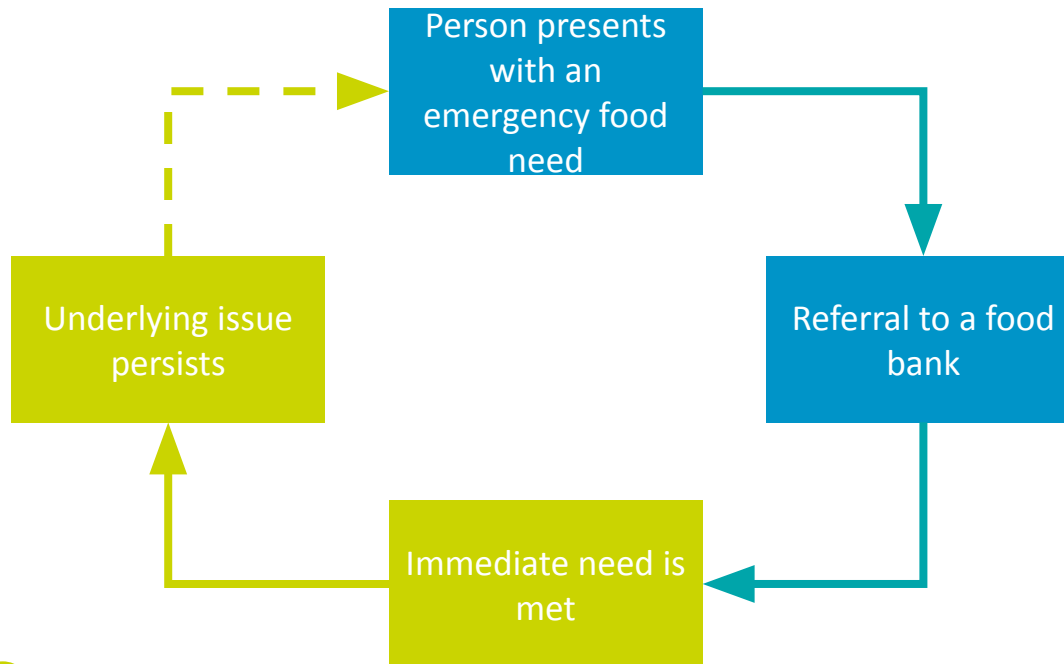 Person presents
with an
emergency food
need
Referral to a food
bank
Immediate need is
met
Underlying issue
persists